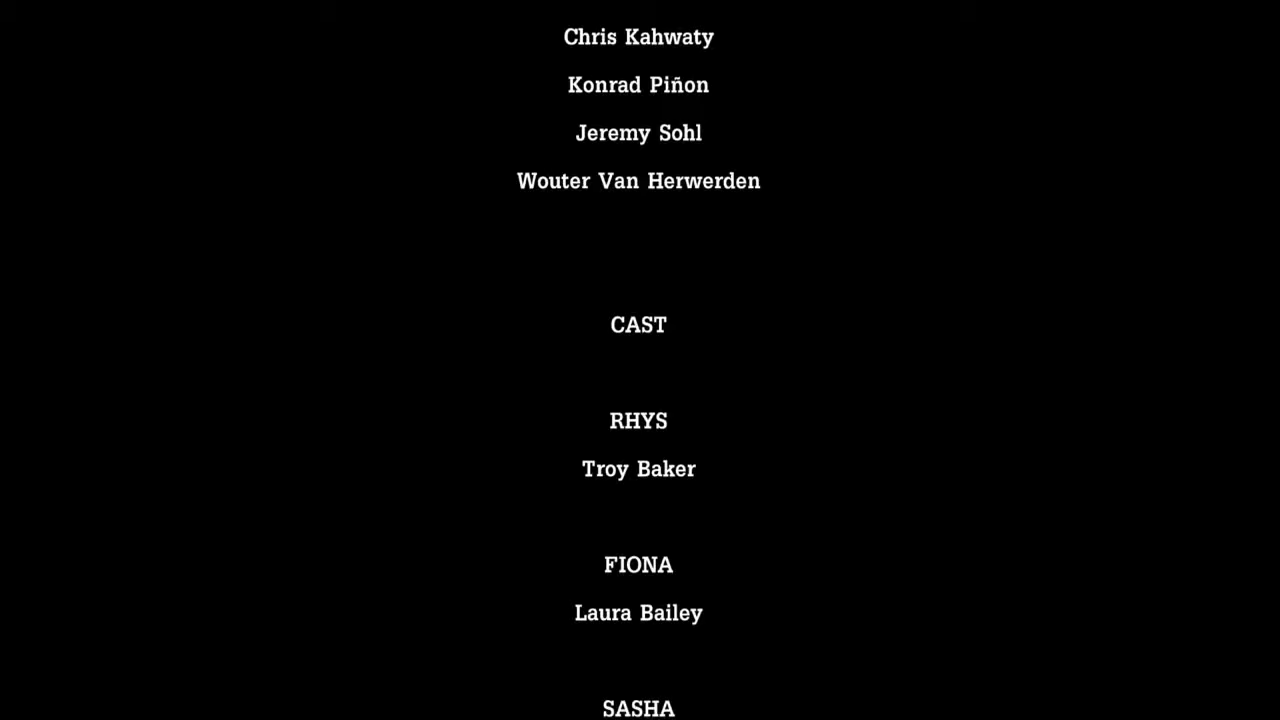 Chris Kahwaty
Konrad Piñon
Jeremy Sohl
Wouter Van Herwerden
CAST
RHYS
Troy Baker
FIONA
Laura Bailey
SASHA